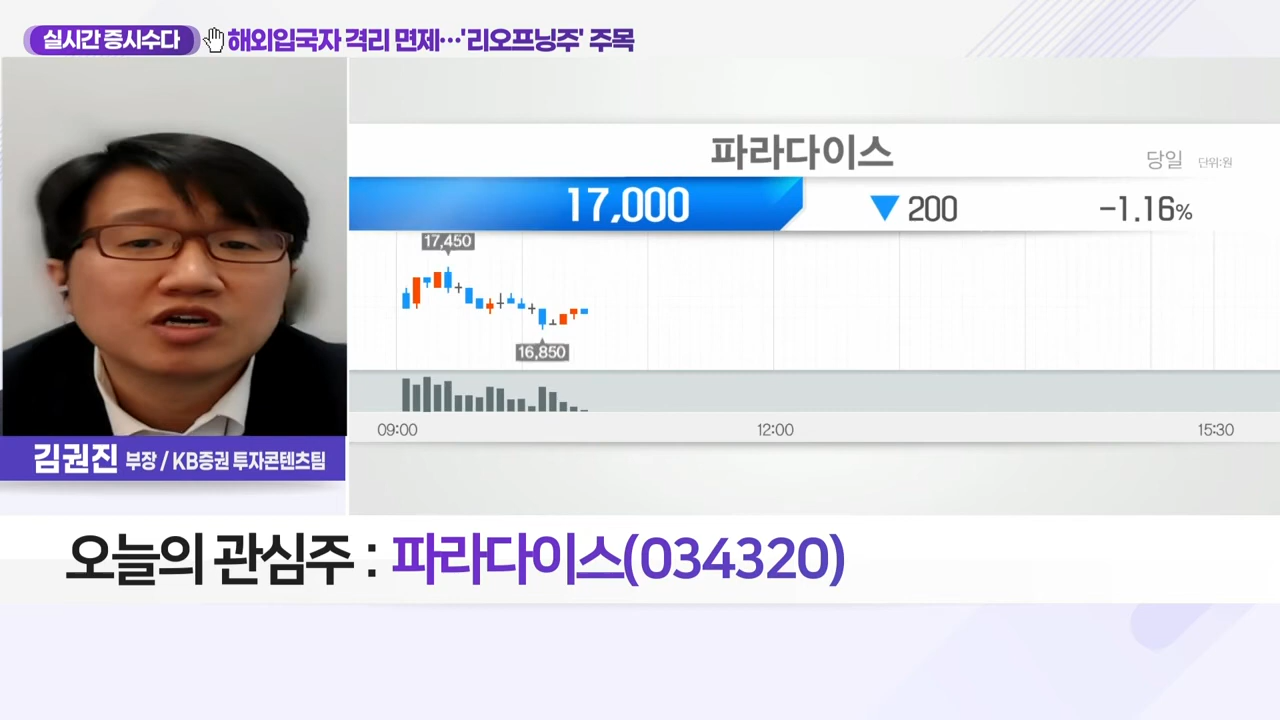 실시간 증시수다 해외입국자 격리 면제…'리오프닝주' 주목
파라다이스
당일 단위:원
17,000 ▼ 200 -1.16%
17,450
16,850
09:00 12:00 15:30
김권진 부장 / KB증권 투자콘텐츠팀
오늘의 관심주 : 파라다이스(034320)